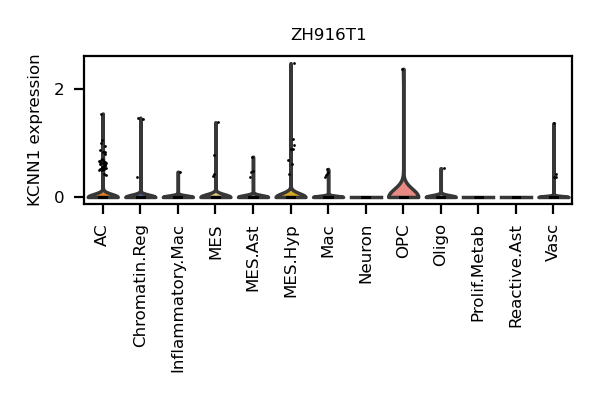 ZH916T1
KCNN1 expression
2
0
AC
Chromatin.Reg
Inflammatory.Mac
MES
MES.Ast
MES.Hyp
Mac
Neuron
OPC
Oligo
Prolif.Metab
Reactive.Ast
Vasc